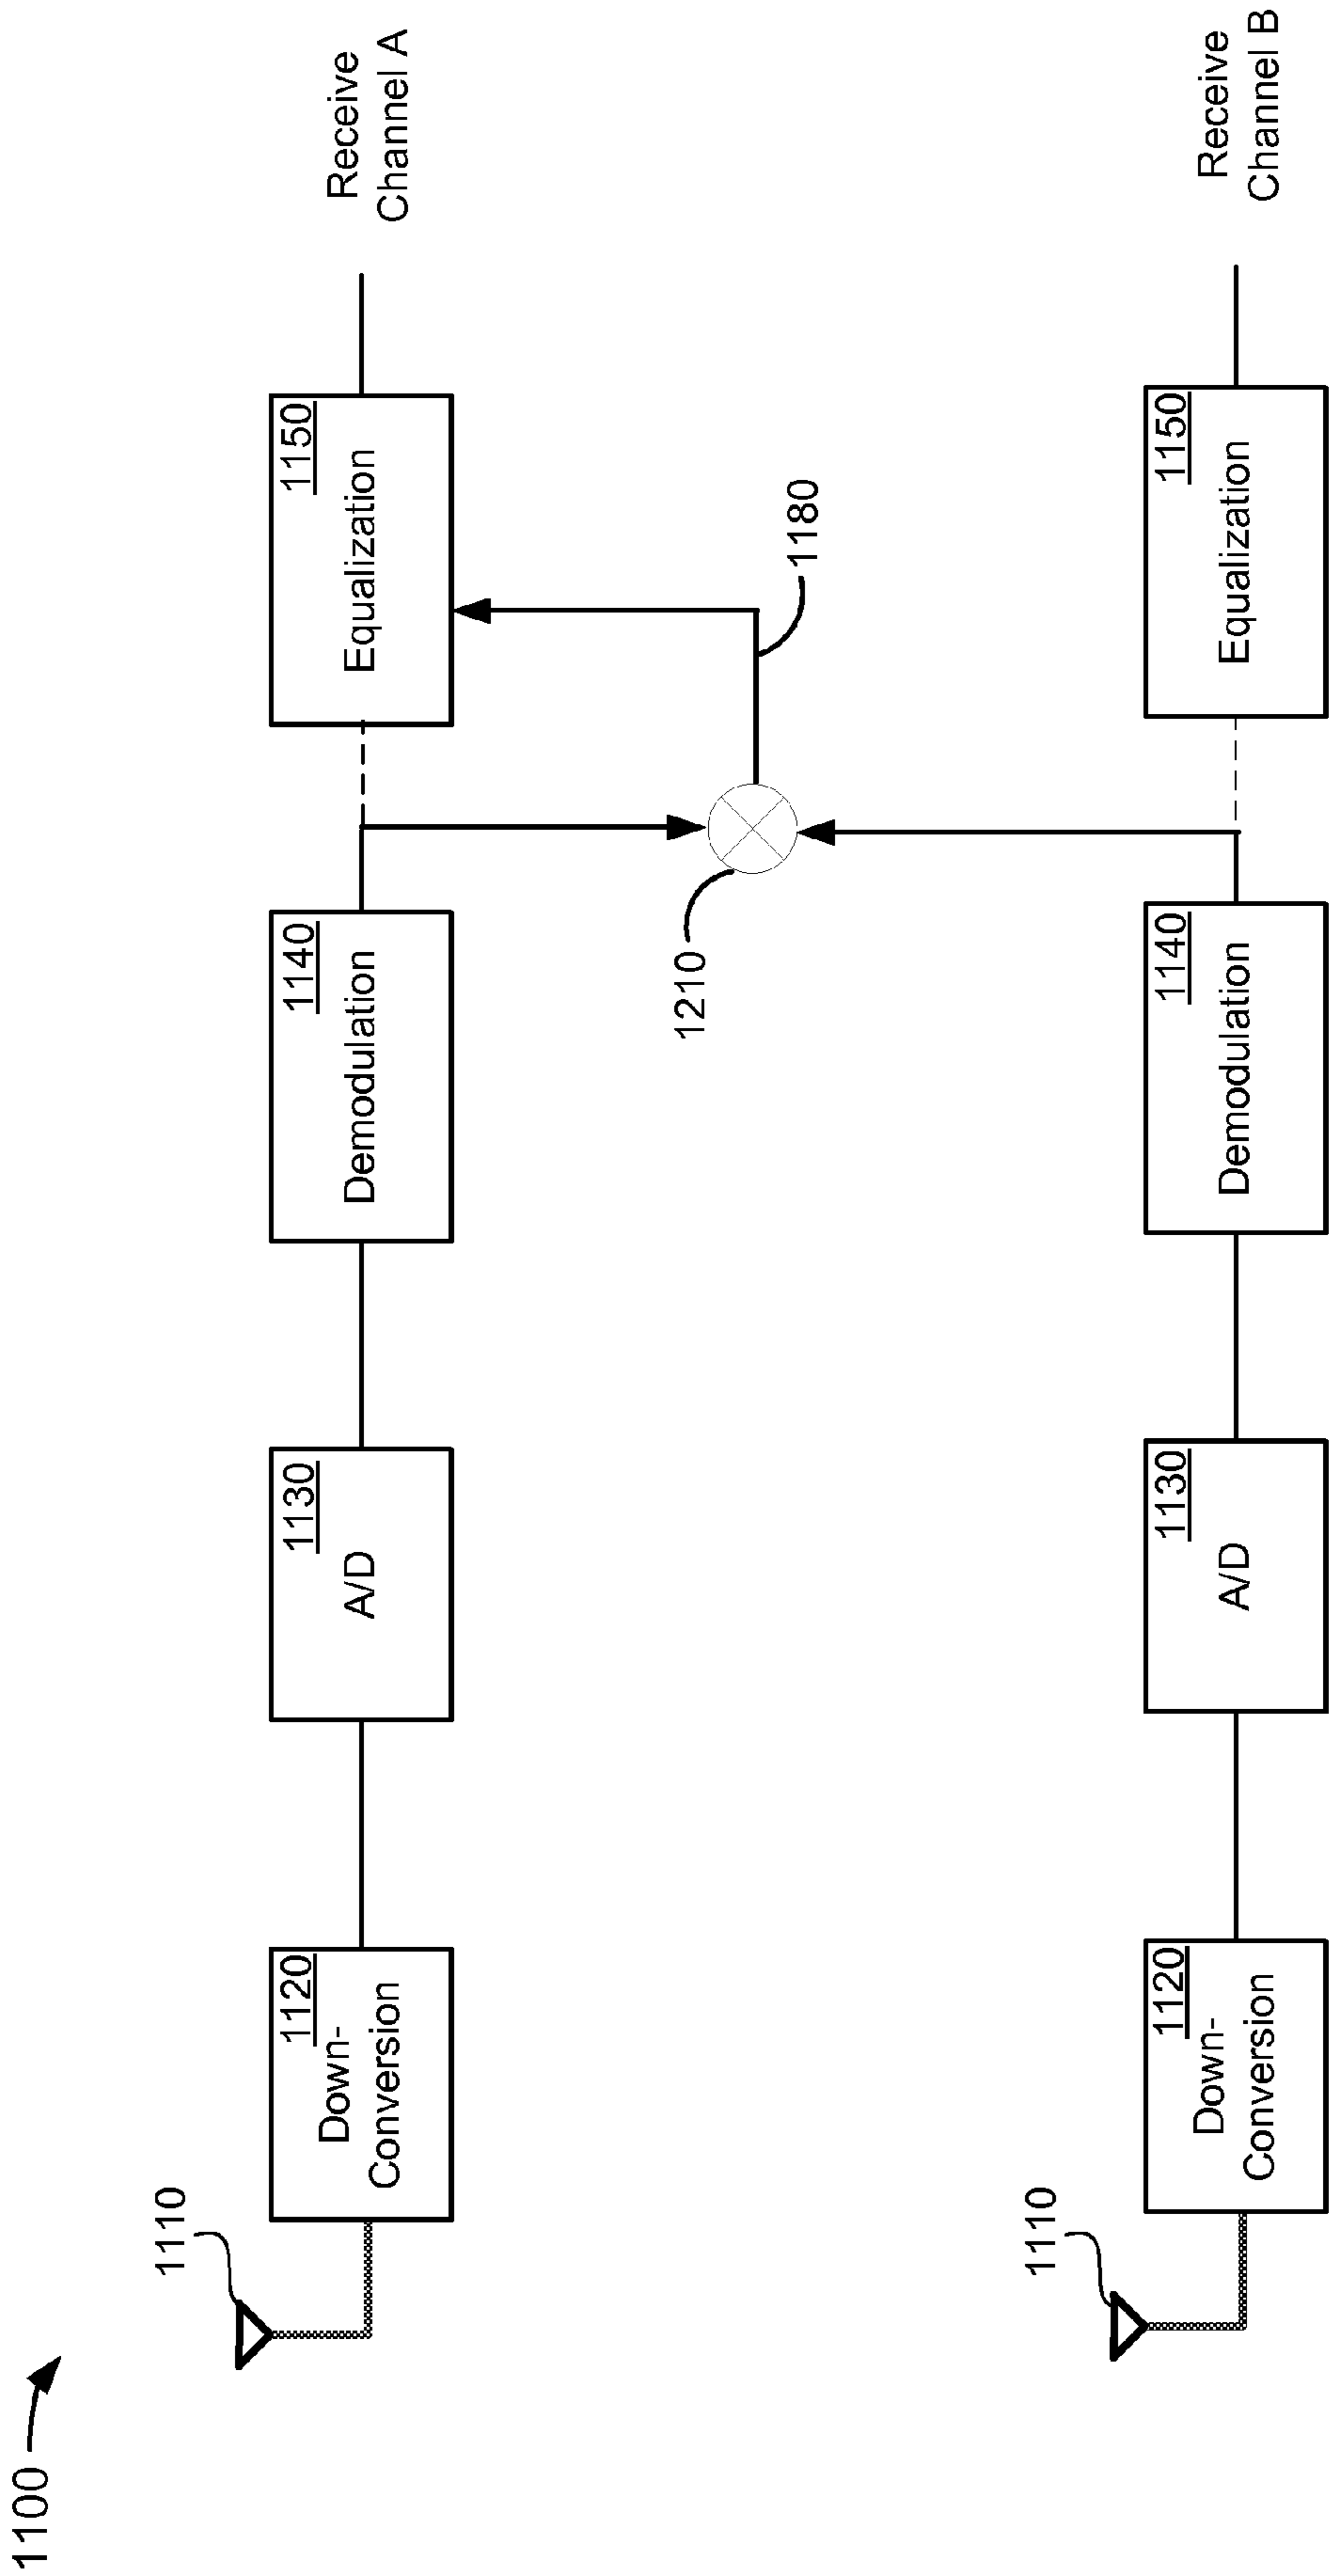 1100
1110
1120
Down-
Conversion
1130
A/D
1140
Demodulation
1150
Equalization
Receive
Channel A
1210
1180
1110
1120
Down-
Conversion
1130
A/D
1140
Demodulation
1150
Equalization
Receive
Channel B